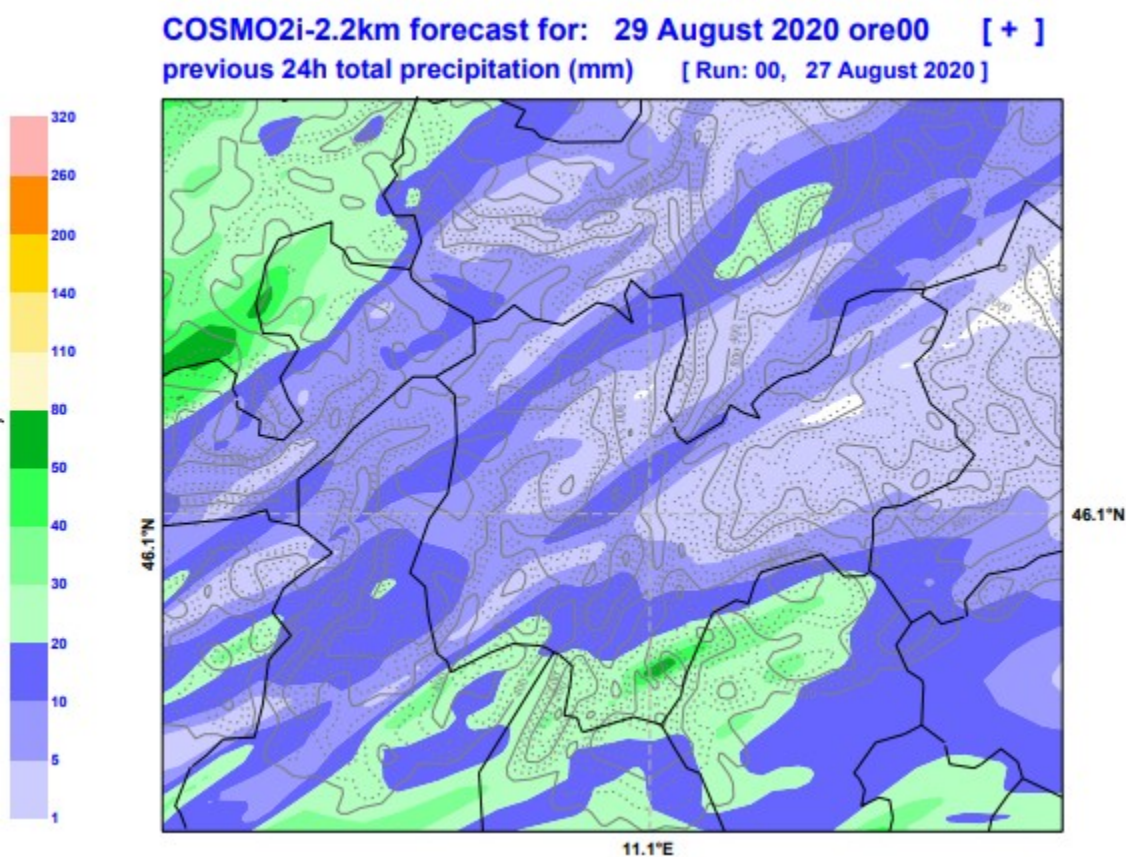 COSMO2i-2.2km forecast for: 29 August 2020 ore00 [ + ]
previous 24h total precipitation (mm) [ Run: 00, 27 August 2020 ]
320
260
200
140
110
80
50
40
30
20
10
5
1
46.1°N
46.1°N
11.1°E